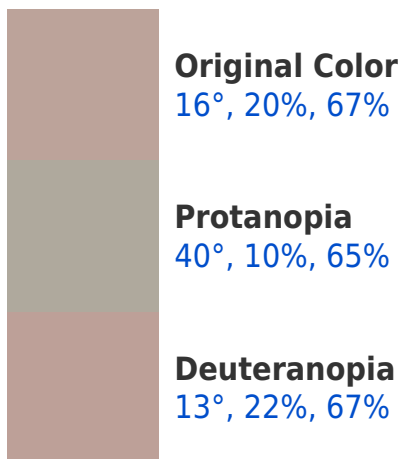 Original Color
16°, 20%, 67%
Protanopia
40°, 10%, 65%
Deuteranopia
13°, 22%, 67%